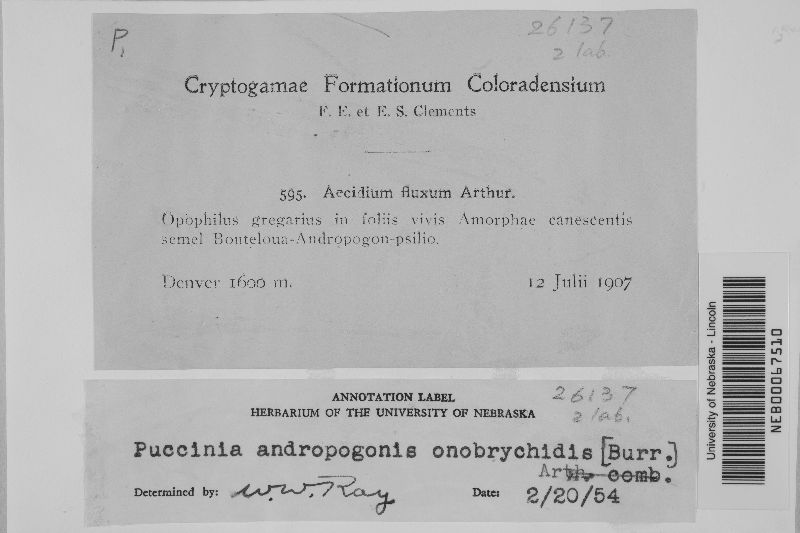 P.
26137
2 lab.
Cryptogamae Formationum Coloradensium
F. E. et E. S. Clements
595. Aecidium fluxum Arthur.
Opophilus gregarius in foliis vivis Amorphae canescentis
semel Bouteloua-Andropogon-psilio.
Denver 1600 m.
12 Julii 1907
University of Nebraska - Lincoln
NEB00067510
ANNOTATION LABEL
26137
HERBARIUM OF THE UNIVERSITY OF NEBRASKA
2 lab.
Puccinia andropogonis onobrychidis [Burr.]
Arth. comb.
Determined by: W.W. Ray
Date: 2/20/54